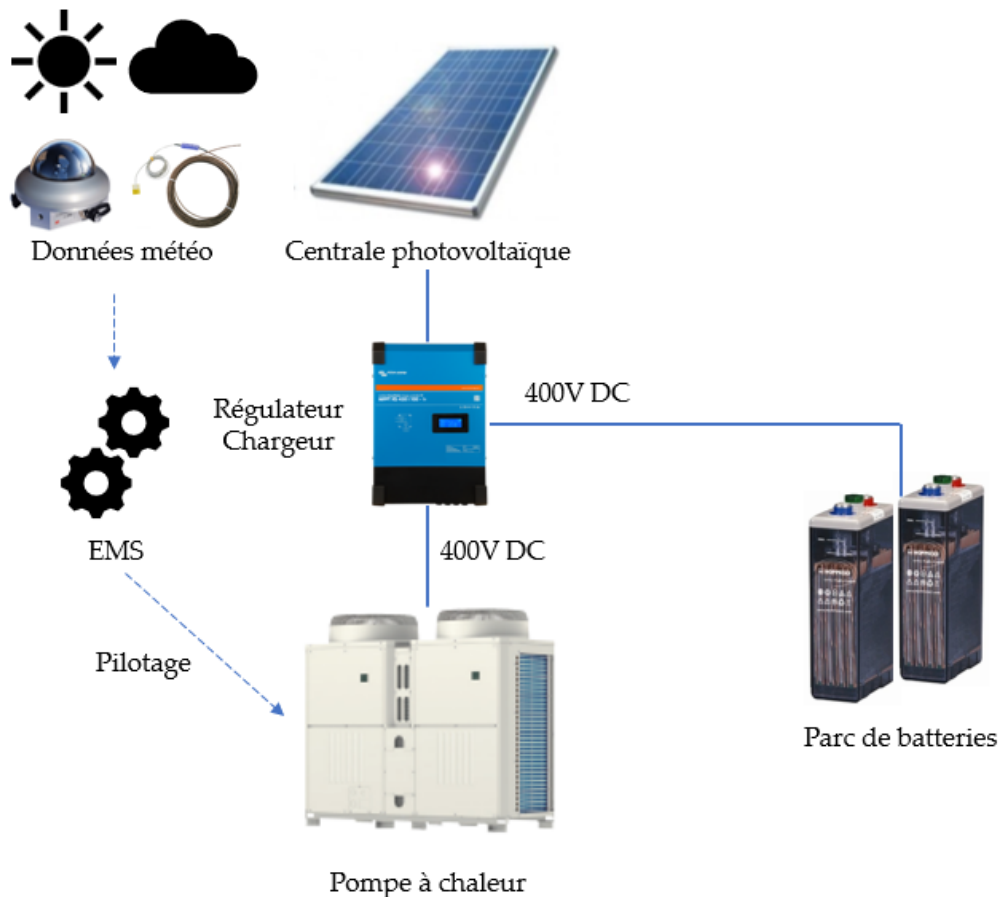 Données météo
Centrale photovoltaïque
Régulateur
Chargeur
400V DC
EMS
400V DC
Pilotage
Parc de batteries
Pompe à chaleur